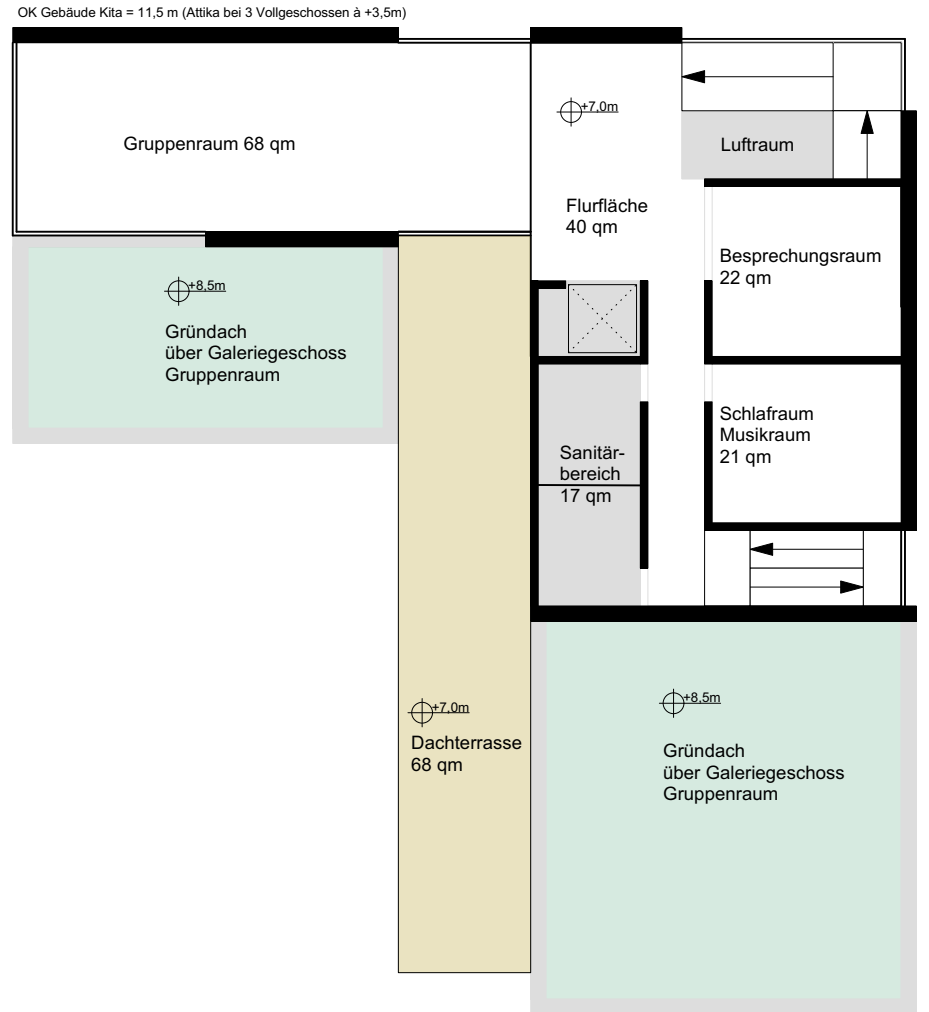 OK Gebäude Kita = 11,5 m (Attika bei 3 Vollgeschossen à +3,5m)
+7,0m
Gruppenraum 68 qm
Luftraum
Flurfläche
40 qm
Besprechungsraum
22 qm
+8,5m
Gründach
über Galeriegeschoss
Gruppenraum
Schlafraum
Musikraum
21 qm
Sanitär-
bereich
17 qm
+7,0m
Dachterrasse
68 qm
+8,5m
Gründach
über Galeriegeschoss
Gruppenraum